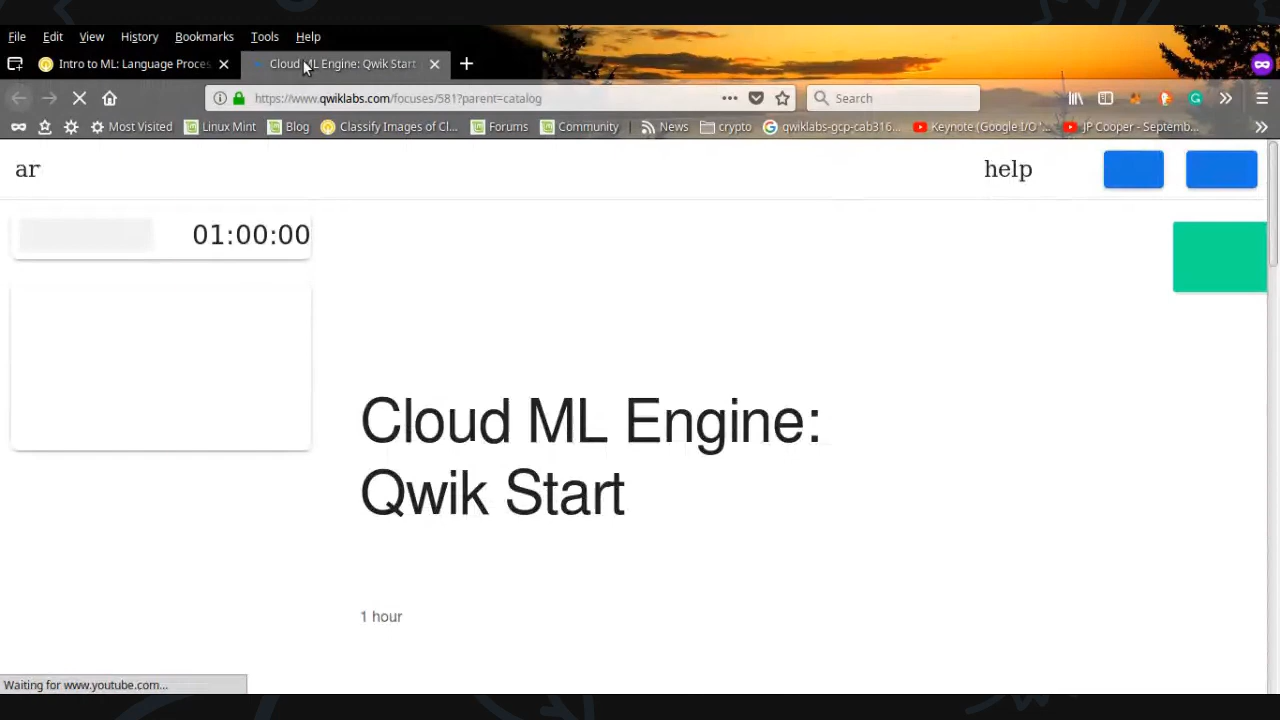 File Edit View History Bookmarks Tools Help
Intro to ML: Language Proces
Cloud ML Engine: Qwik Start
https://www.qwiklabs.com/focuses/581?parent=catalog
Search
Most Visited Linux Mint Blog Classify Images of Cl... Forums Community News crypto qwiklabs-gcp-cab316... Keynote (Google I/O '... JP Cooper - Septemb...
ar
help
01:00:00
Cloud ML Engine:
Qwik Start
1 hour
Waiting for www.youtube.com...